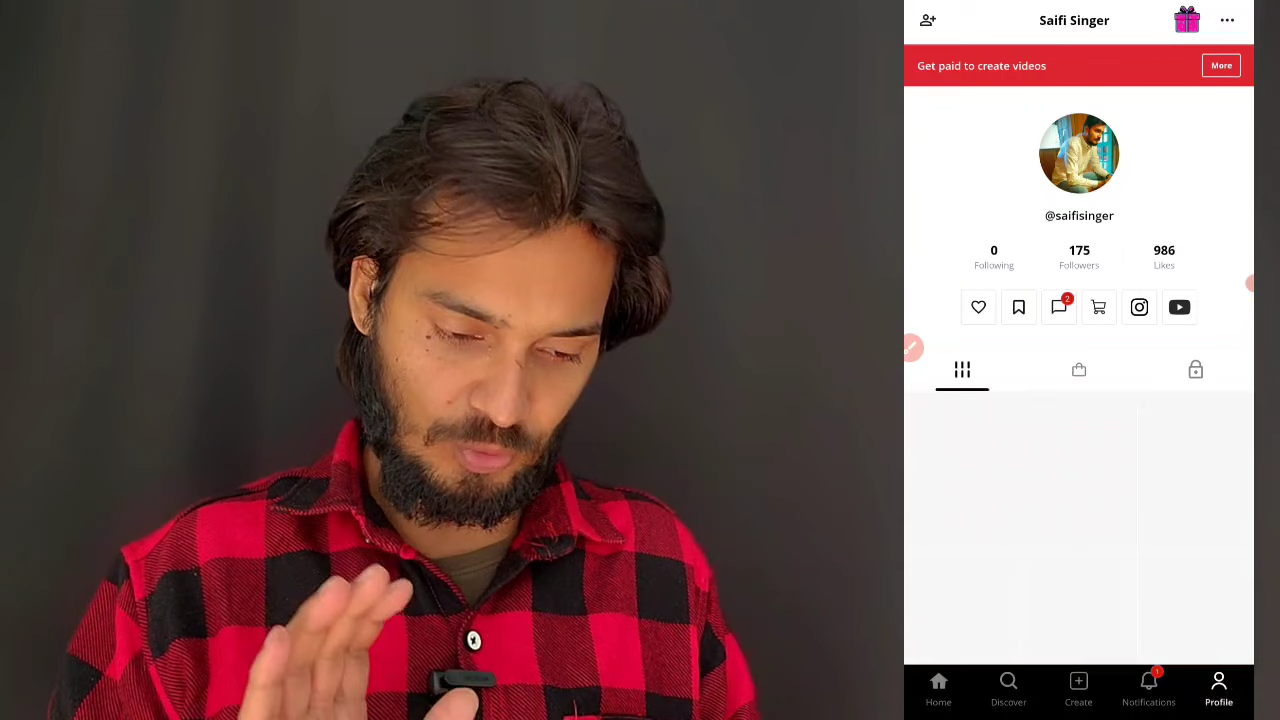 Saifi Singer
Get paid to create videos
More
@saifisinger
0
175
986
Following
Followers
Likes
2
1
Home
Discover
Create
Notifications
Profile